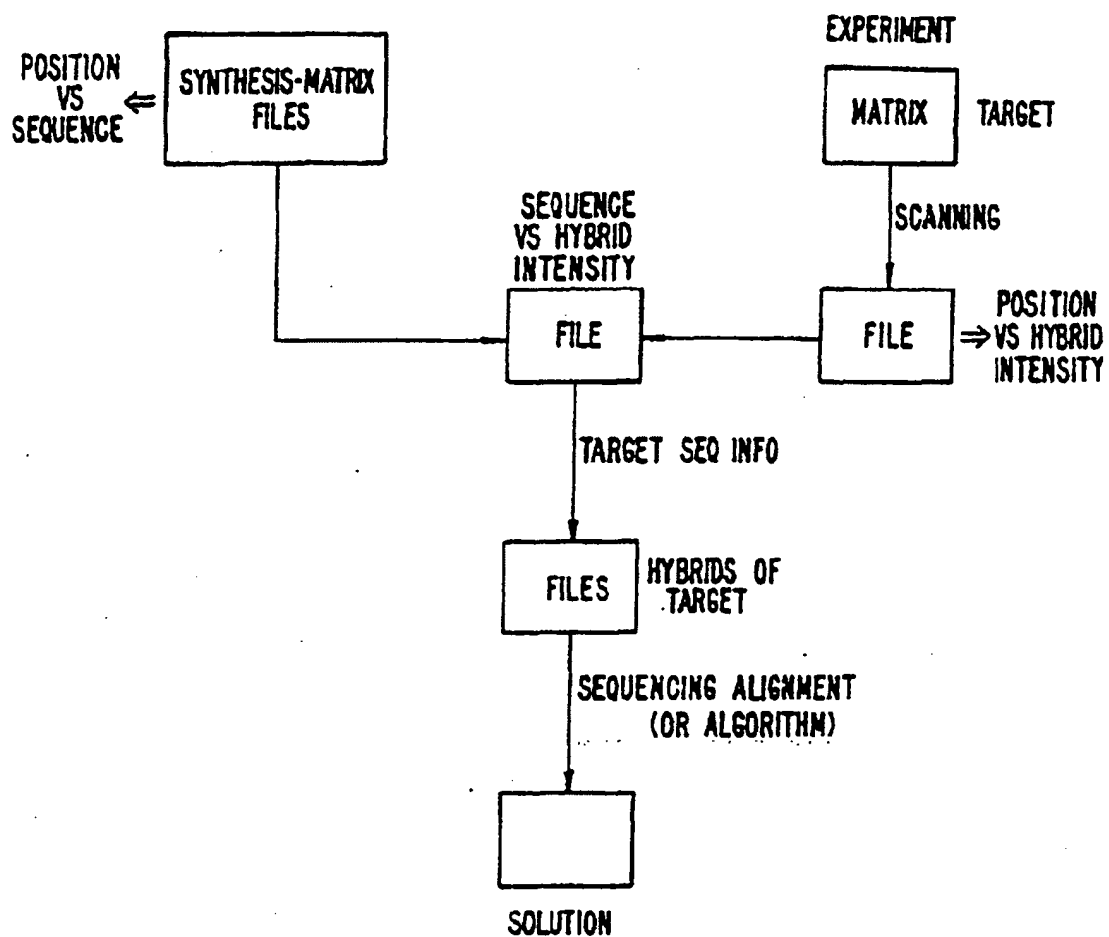 EXPERIMENT
POSITION
VS
SEQUENCE
⇐
SYNTHESIS-MATRIX
FILES
MATRIX
TARGET
SCANNING
SEQUENCE
VS HYBRID
INTENSITY
FILE
FILE
⇒
POSITION
VS HYBRID
INTENSITY
TARGET SEQ INFO
FILES
HYBRIDS OF
TARGET
SEQUENCING ALIGNMENT
(OR ALGORITHM)
SOLUTION